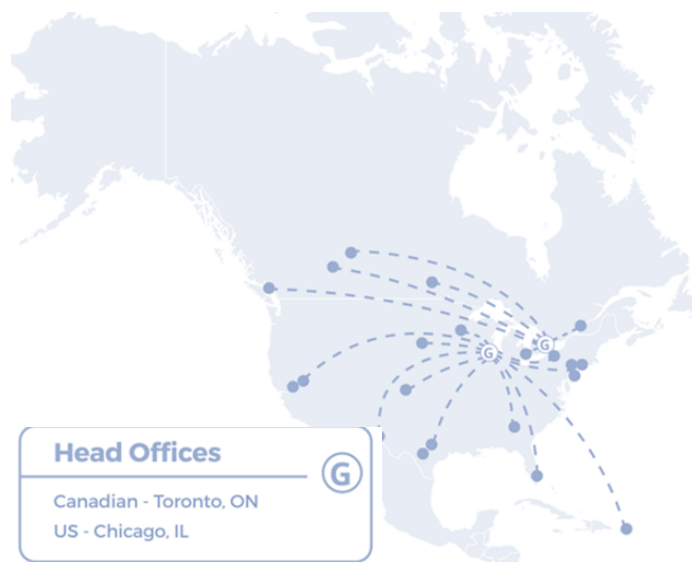 G
G
Head Offices
G
Canadian - Toronto, ON
US - Chicago, IL